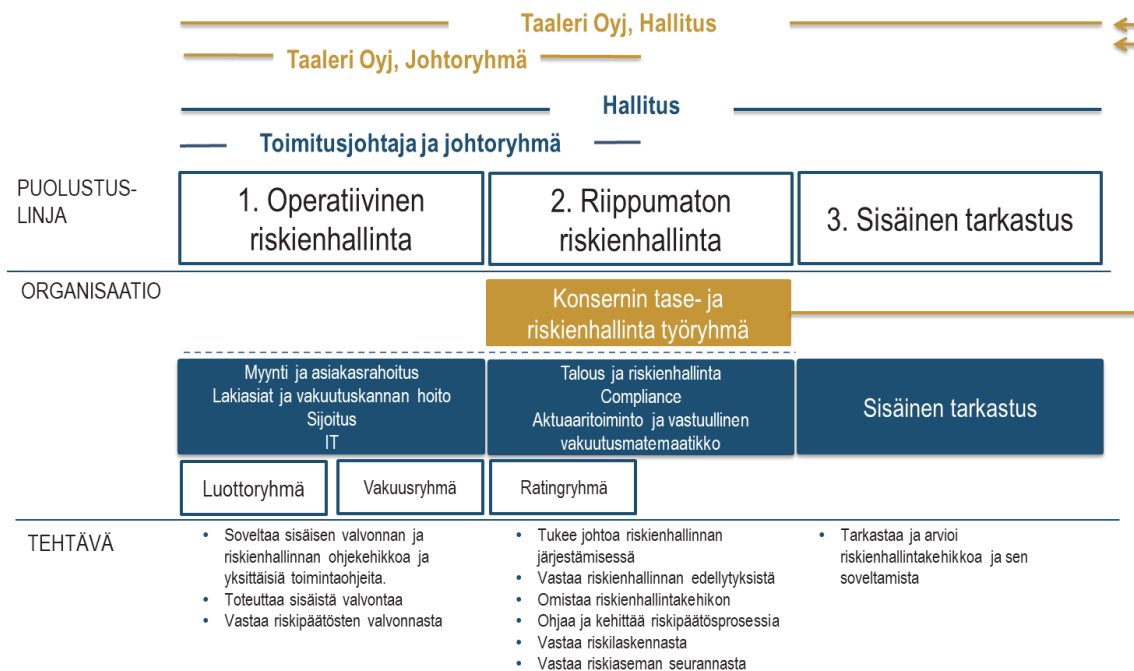 Taaleri Oyj, Hallitus
Taaleri Oyj, Johtoryhmä
Hallitus
Toimitusjohtaja ja johtoryhmä
PUOLUSTUS-
LINJA
1. Operatiivinen
riskienhallinta
2. Riippumaton
riskienhallinta
3. Sisäinen tarkastus
ORGANISAATIO
Konsernin tase- ja
riskienhallinta työryhmä
Myynti ja asiakasrahoitus
Lakiasiat ja vakuutuskannan hoito
Sijoitus
IT
Talous ja riskienhallinta
Compliance
Aktuaaritoiminto ja vastuullinen
vakuutusmatemaatikko
Sisäinen tarkastus
Luottoryhmä
Vakuusryhmä
Ratingryhmä
TEHTÄVÄ
• Soveltaa sisäisen valvonnan ja
riskienhallinnan ohjekehikkoa ja
yksittäisiä toimintaohjeita.
• Toteuttaa sisäistä valvontaa
• Vastaa riskipäätösten valvonnasta
• Tukee johtoa riskienhallinnan
järjestämisessä
• Vastaa riskienhallinnan edellytyksistä
• Omistaa riskienhallintakehikon
• Ohjaa ja kehittää riskipäätösprosessia
• Vastaa riskilaskennasta
• Vastaa riskiaseman seurannasta
• Tarkastaa ja arvioi
riskienhallintakehikkoa ja sen
soveltamista